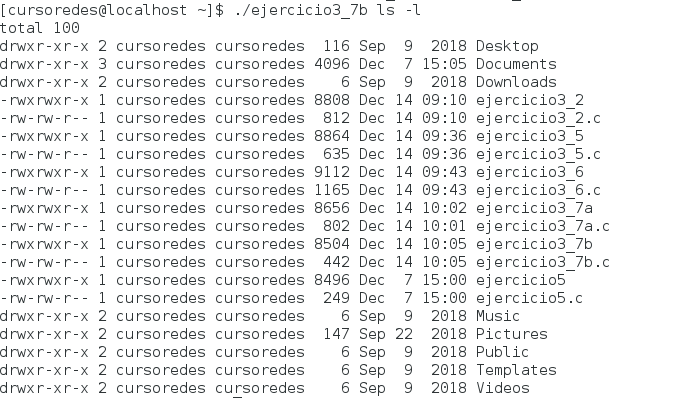 [cursoredes@localhost ~]$ ./ejercicio3_7b ls -l
total 100
drwxr-xr-x 2 cursoredes cursoredes  116 Sep  9  2018 Desktop
drwxr-xr-x 3 cursoredes cursoredes 4096 Dec  7 15:05 Documents
drwxr-xr-x 2 cursoredes cursoredes    6 Sep  9  2018 Downloads
-rwxrwxr-x 1 cursoredes cursoredes 8808 Dec 14 09:10 ejercicio3_2
-rw-rw-r-- 1 cursoredes cursoredes  812 Dec 14 09:10 ejercicio3_2.c
-rwxrwxr-x 1 cursoredes cursoredes 8864 Dec 14 09:36 ejercicio3_5
-rw-rw-r-- 1 cursoredes cursoredes  635 Dec 14 09:36 ejercicio3_5.c
-rwxrwxr-x 1 cursoredes cursoredes 9112 Dec 14 09:43 ejercicio3_6
-rw-rw-r-- 1 cursoredes cursoredes 1165 Dec 14 09:43 ejercicio3_6.c
-rwxrwxr-x 1 cursoredes cursoredes 8656 Dec 14 10:02 ejercicio3_7a
-rw-rw-r-- 1 cursoredes cursoredes  802 Dec 14 10:01 ejercicio3_7a.c
-rwxrwxr-x 1 cursoredes cursoredes 8504 Dec 14 10:05 ejercicio3_7b
-rw-rw-r-- 1 cursoredes cursoredes  442 Dec 14 10:05 ejercicio3_7b.c
-rwxrwxr-x 1 cursoredes cursoredes 8496 Dec  7 15:00 ejercicio5
-rw-rw-r-- 1 cursoredes cursoredes  249 Dec  7 15:00 ejercicio5.c
drwxr-xr-x 2 cursoredes cursoredes    6 Sep  9  2018 Music
drwxr-xr-x 2 cursoredes cursoredes  147 Sep 22  2018 Pictures
drwxr-xr-x 2 cursoredes cursoredes    6 Sep  9  2018 Public
drwxr-xr-x 2 cursoredes cursoredes    6 Sep  9  2018 Templates
drwxr-xr-x 2 cursoredes cursoredes    6 Sep  9  2018 Videos